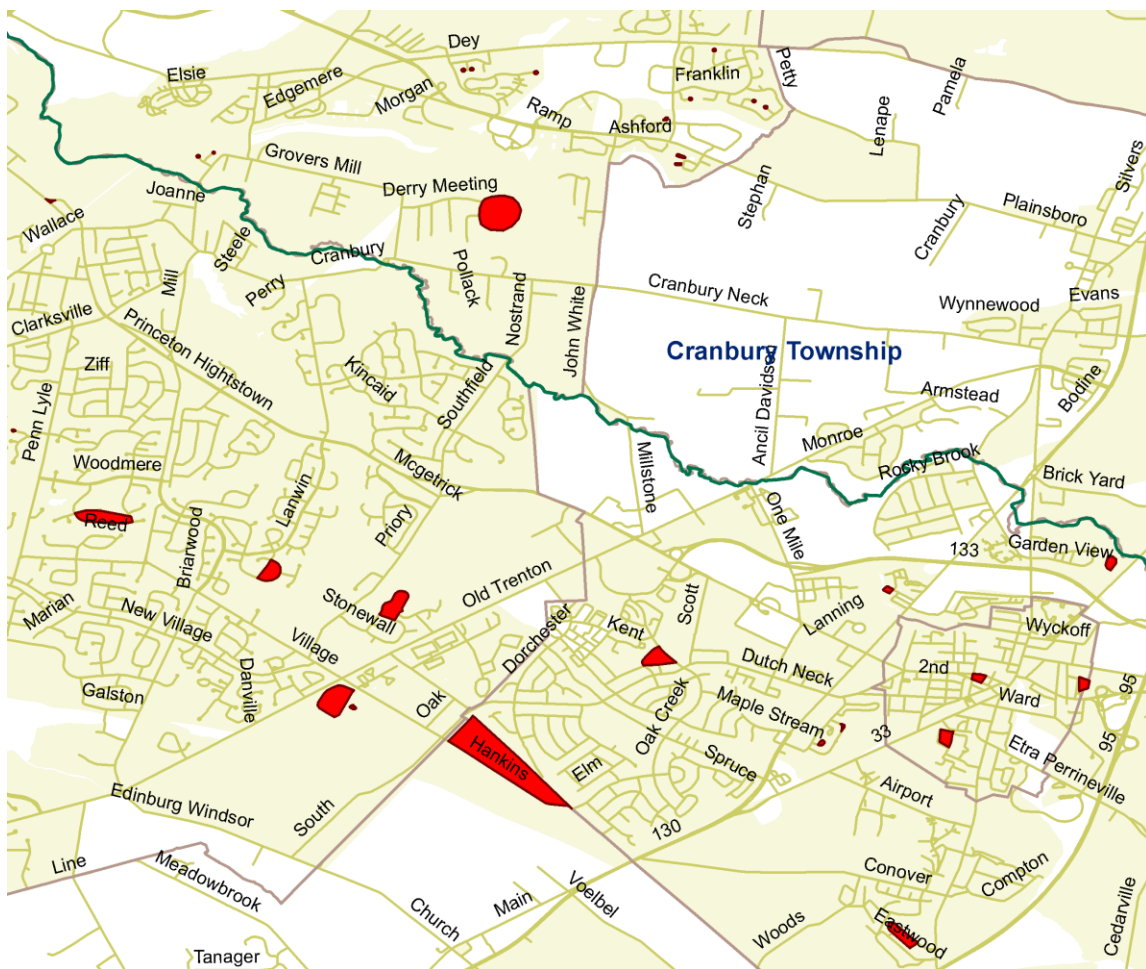 Dey
Elsie
Edgemere
Morgan
Franklin
Petty
Pamela
Ramp
Ashford
Lenape
Grovers Mill
Joanne
Derry Meeting
Stephan
Silvers
Wallace
Steele
Cranbury
Plainsboro
Cranbury
Mill
Perry
Pollack
Nostrand
Cranbury Neck
Wynnewood
Evans
Clarksville
Princeton Hightstown
John White
Cranbury Township
Ziff
Kincaid
Southfield
Ancil Davidson
Armstead
Bodine
Penn Lyle
Monroe
Woodmere
Mcgetrick
Millstone
Rocky Brook
Brick Yard
Lanwin
Reed
Priory
One Mile
133
Garden View
Briarwood
Old Trenton
Stonewall
Scott
Lanning
Marian
New Village
Village
Dorchester
Kent
Wyckoff
Dutch Neck
2nd
Galston
Danville
Oak
Oak Creek
Maple Stream
33
Ward
95
Hankins
Elm
Spruce
Etra Perrineville
95
Airport
Edinburg Windsor
South
130
Line
Meadowbrook
Conover
Compton
Church
Main
Voelbel
Woods
Eastwood
Cedarville
Tanager